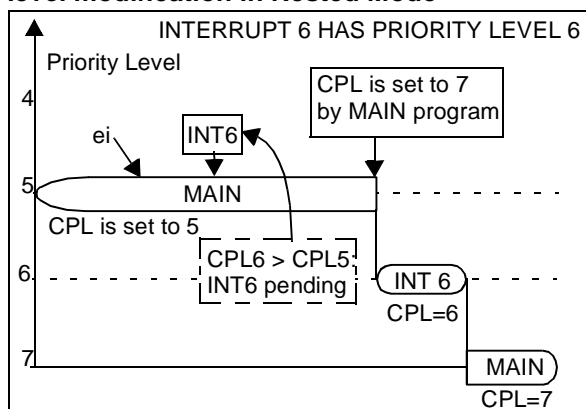 level Modification in Nested Mode
INTERRUPT 6 HAS PRIORITY LEVEL 6
Priority Level
CPL is set to 7
by MAIN program
4
ei
INT6
5
MAIN
CPL is set to 5
CPL6 > CPL5:
INT6 pending
6
INT 6
CPL=6
7
MAIN
CPL=7